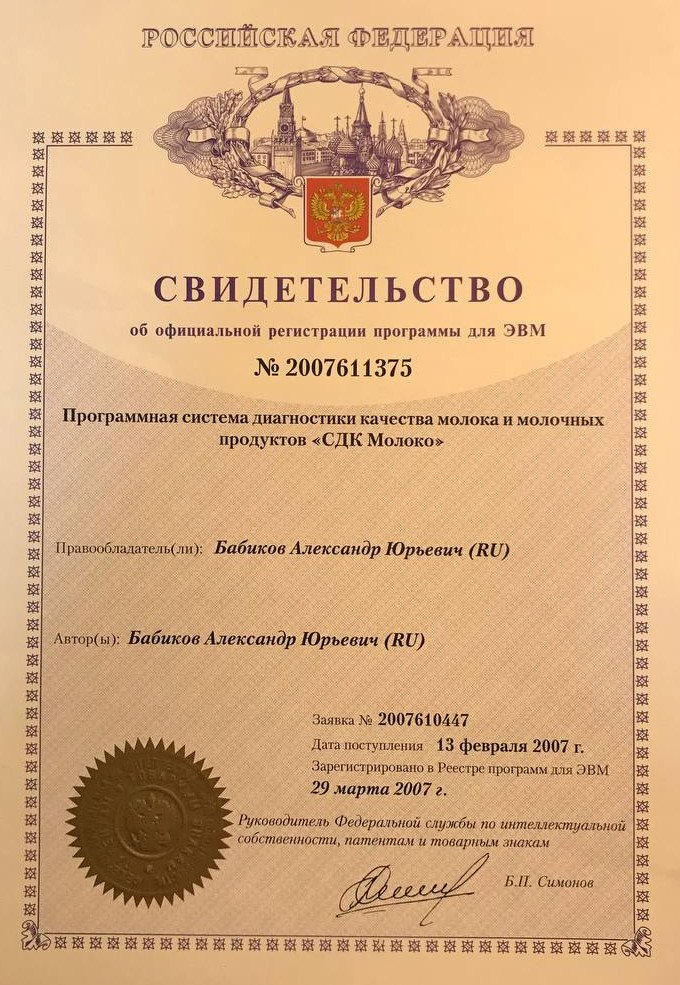 РОССИЙСКАЯ ФЕДЕРАЦИЯ
СВИДЕТЕЛЬСТВО
об официальной регистрации программы для ЭВМ
№ 2007611375
Программная система диагностики качества молока и молочных
продуктов «СДК Молоко»
Правообладатель(ли): Бабиков Александр Юрьевич (RU)
Автор(ы): Бабиков Александр Юрьевич (RU)
Заявка № 2007610447
Дата поступления 13 февраля 2007 г.
Зарегистрировано в Реестре программ для ЭВМ
29 марта 2007 г.
Руководитель Федеральной службы по интеллектуальной
собственности, патентам и товарным знакам
Б.П. Симонов